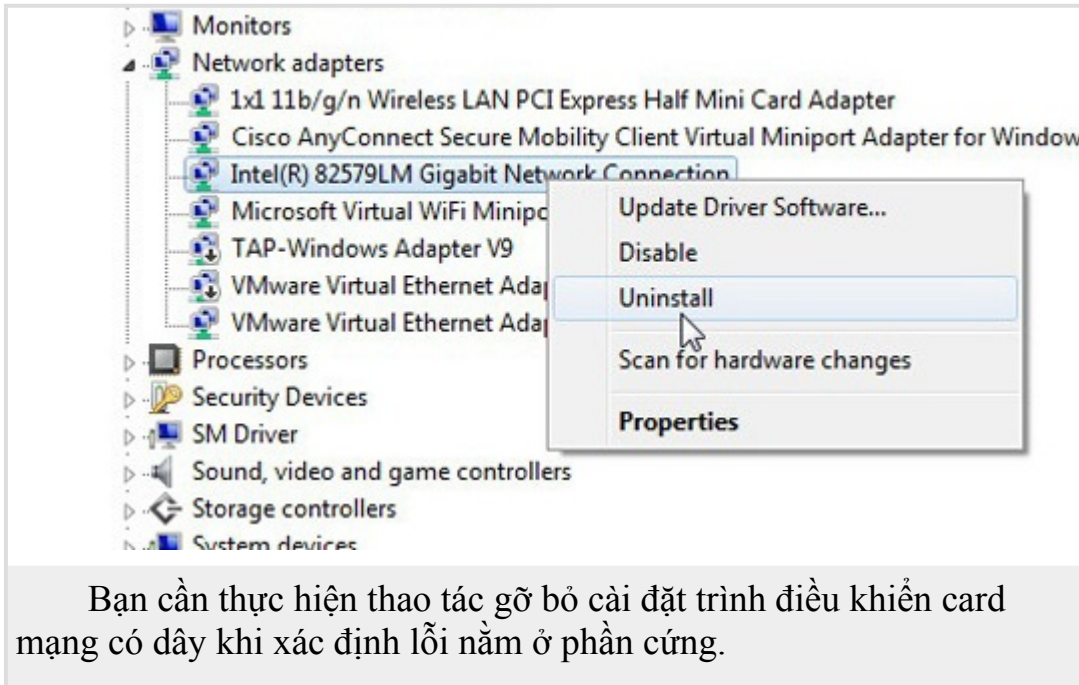 Monitors
Network adapters
1x1 11b/g/n Wireless LAN PCI Express Half Mini Card Adapter
Cisco AnyConnect Secure Mobility Client Virtual Miniport Adapter for Window
Intel(R) 82579LM Gigabit Network Connection
Microsoft Virtual WiFi Minipo
TAP-Windows Adapter V9
VMware Virtual Ethernet Ada
VMware Virtual Ethernet Ada
Processors
Security Devices
SM Driver
Sound, video and game controllers
Storage controllers
System devices
Update Driver Software...
Disable
Uninstall
Scan for hardware changes
Properties
Bạn cần thực hiện thao tác gỡ bỏ cài đặt trình điều khiển card
mạng có dây khi xác định lỗi nằm ở phần cứng.